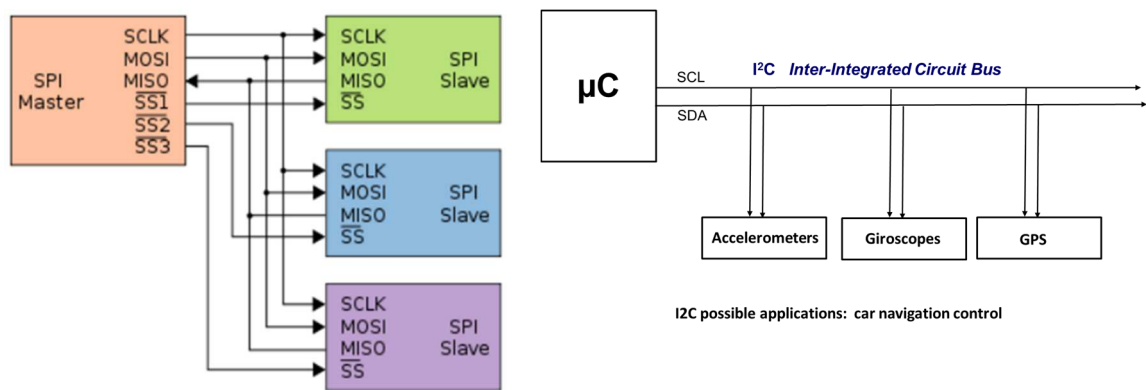 SPI
Master
SCLK
MOSI
MISO
SS1
SS2
SS3
SCLK
MOSI
MISO
SS
SPI
Slave
SCLK
MOSI
MISO
SS
SPI
Slave
SCLK
MOSI
MISO
SS
SPI
Slave
µC
SCL
SDA
I²C Inter-Integrated Circuit Bus
Accelerometers
Giroscopes
GPS
I2C possible applications: car navigation control